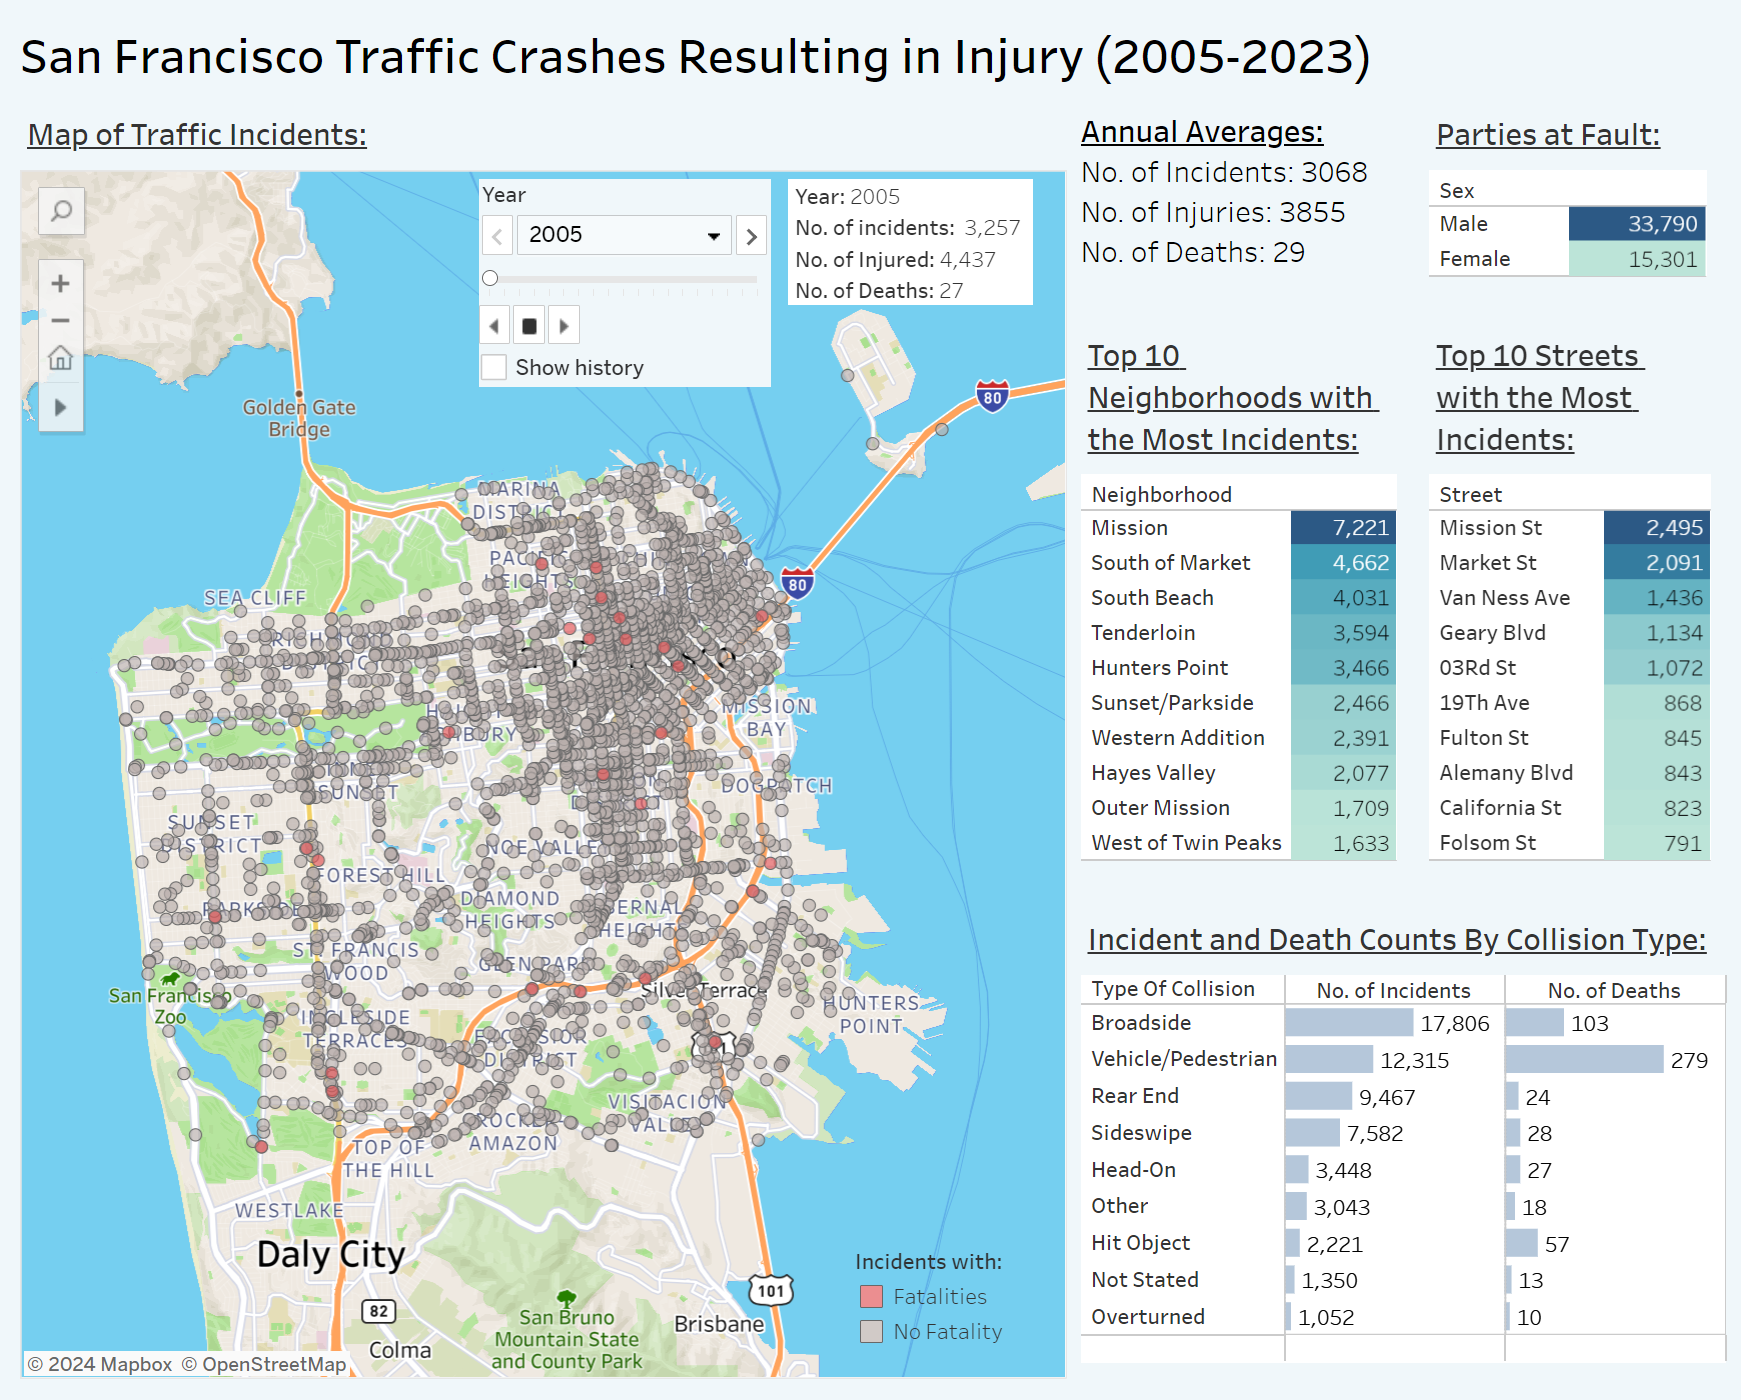 San Francisco Traffic Crashes Resulting in Injury (2005-2023)
Map of Traffic Incidents:
Year
2005
Show history
Year: 2005
No. of incidents: 3,257
No. of Injured: 4,437
No. of Deaths: 27
Golden Gate
Bridge
80
80
MARINA
DISTRICT
HEIGHTS
SEA CLIFF
MISSION
BAY
DOGPATCH
SUNSET
SUNSET
DISTRICT
NOE VALLE
FOREST HILL
DIAMOND
HEIGHTS
PARKSIDE
BERNAL
HEIGHTS
ST. FRANCIS
WOOD
GLEN PARK
San Francisco
Zoo
Silver Terrace
HUNTERS
POINT
INGLESIDE
TERRACES
EXCELSIOR
DISTRICT
VISITACION
VALLEY
CROCKER
AMAZON
TOP OF
THE HILL
WESTLAKE
Daly City
82
Colma
San Bruno
Mountain State
and County Park
Brisbane
101
Incidents with:
Fatalities
No Fatality
© 2024 Mapbox © OpenStreetMap
Annual Averages:
No. of Incidents: 3068
No. of Injuries: 3855
No. of Deaths: 29
Parties at Fault:
Sex
Male 33,790
Female 15,301
Top 10
Neighborhoods with
the Most Incidents:
Neighborhood
Mission 7,221
South of Market 4,662
South Beach 4,031
Tenderloin 3,594
Hunters Point 3,466
Sunset/Parkside 2,466
Western Addition 2,391
Hayes Valley 2,077
Outer Mission 1,709
West of Twin Peaks 1,633
Top 10 Streets
with the Most
Incidents:
Street
Mission St 2,495
Market St 2,091
Van Ness Ave 1,436
Geary Blvd 1,134
03Rd St 1,072
19Th Ave 868
Fulton St 845
Alemany Blvd 843
California St 823
Folsom St 791
Incident and Death Counts By Collision Type:
Type Of Collision No. of Incidents No. of Deaths
Broadside 17,806 103
Vehicle/Pedestrian 12,315 279
Rear End 9,467 24
Sideswipe 7,582 28
Head-On 3,448 27
Other 3,043 18
Hit Object 2,221 57
Not Stated 1,350 13
Overturned 1,052 10